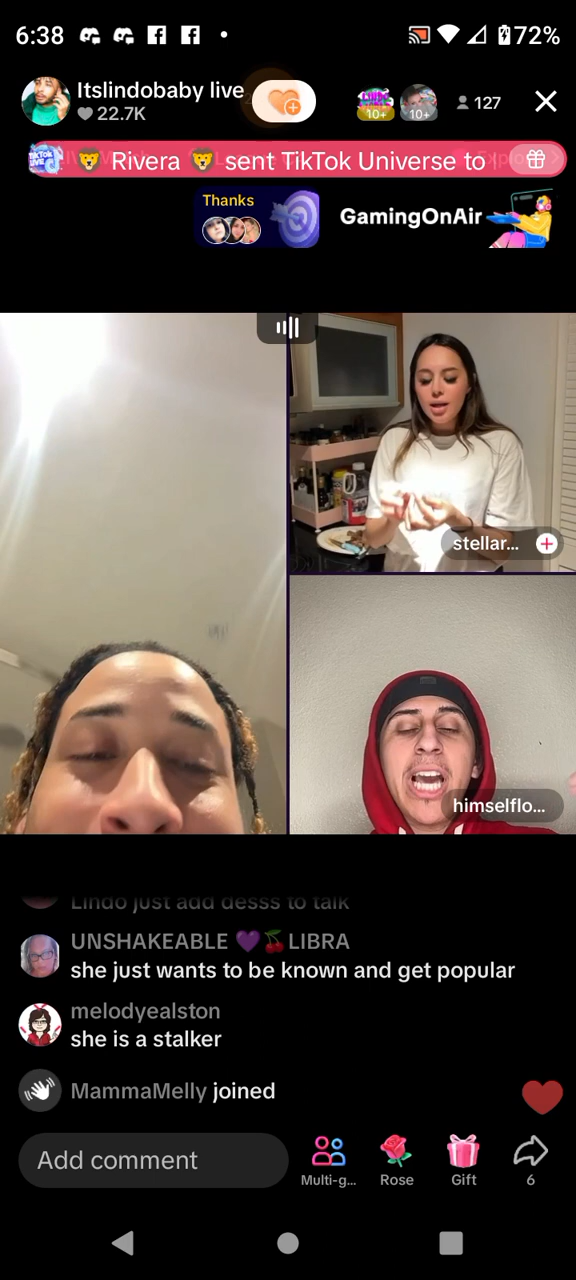 6:38
72%
Itslindobaby live
22.7K
10+
10+
127
Rivera 🦁 sent TikTok Universe to
Thanks
GamingOnAir
stellar...
himselflo...
Lindo just add desss to talk
UNSHAKEABLE 💜🍒LIBRA
she just wants to be known and get popular
melodyealston
she is a stalker
MammaMelly joined
Add comment
Multi-g...
Rose
Gift
6